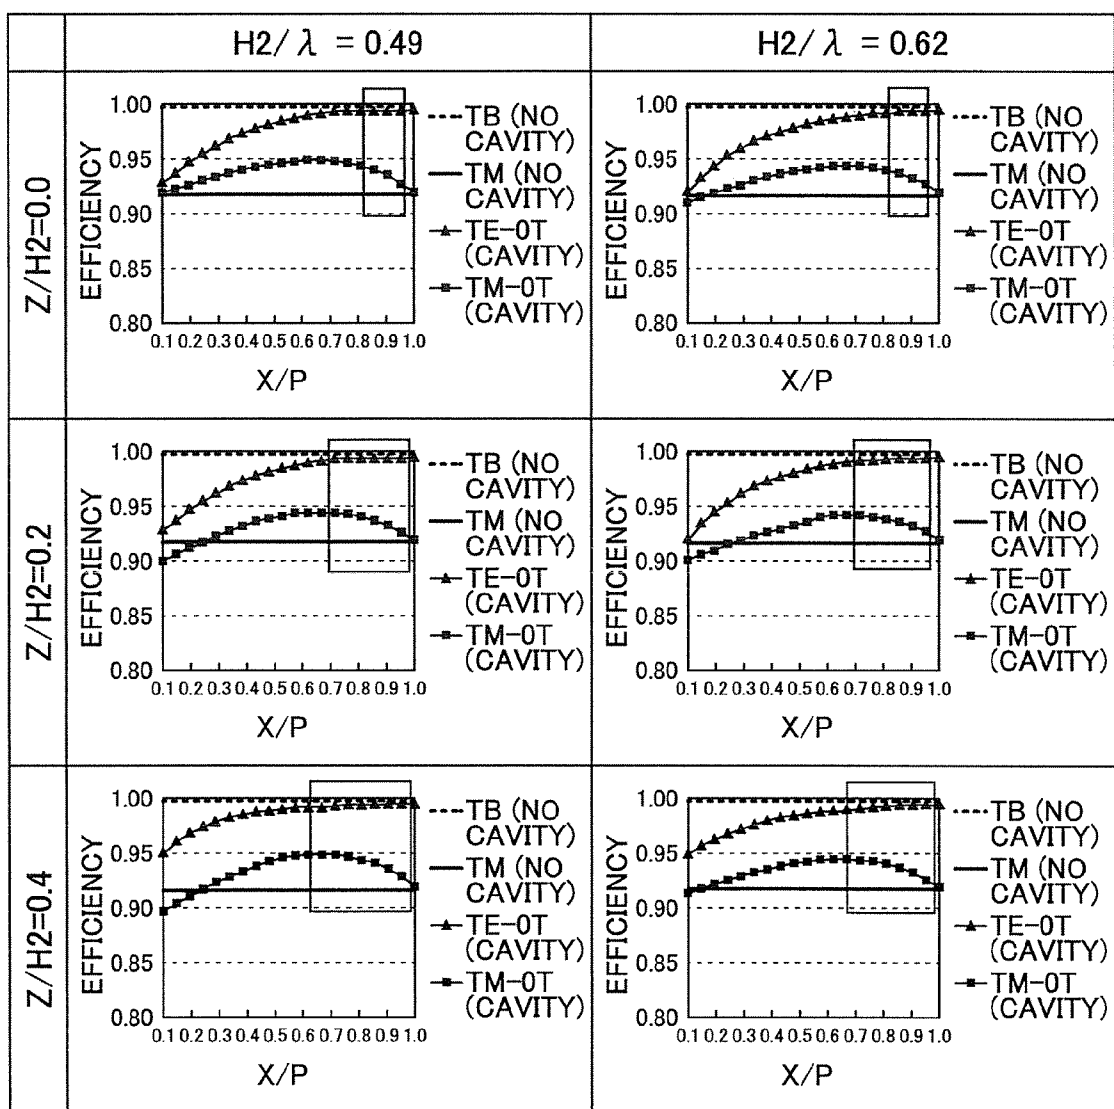 H2/λ = 0.49
H2/λ = 0.62
Z/H2=0.0
EFFICIENCY
1.00
0.95
0.90
0.85
0.80
0.1 0.2 0.3 0.4 0.5 0.6 0.7 0.8 0.9 1.0
X/P
TB (NO
CAVITY)
TM (NO
CAVITY)
TE-0T
(CAVITY)
TM-0T
(CAVITY)
EFFICIENCY
1.00
0.95
0.90
0.85
0.80
0.1 0.2 0.3 0.4 0.5 0.6 0.7 0.8 0.9 1.0
X/P
TB (NO
CAVITY)
TM (NO
CAVITY)
TE-0T
(CAVITY)
TM-0T
(CAVITY)
Z/H2=0.2
EFFICIENCY
1.00
0.95
0.90
0.85
0.80
0.1 0.2 0.3 0.4 0.5 0.6 0.7 0.8 0.9 1.0
X/P
TB (NO
CAVITY)
TM (NO
CAVITY)
TE-0T
(CAVITY)
TM-0T
(CAVITY)
EFFICIENCY
1.00
0.95
0.90
0.85
0.80
0.1 0.2 0.3 0.4 0.5 0.6 0.7 0.8 0.9 1.0
X/P
TB (NO
CAVITY)
TM (NO
CAVITY)
TE-0T
(CAVITY)
TM-0T
(CAVITY)
Z/H2=0.4
EFFICIENCY
1.00
0.95
0.90
0.85
0.80
0.1 0.2 0.3 0.4 0.5 0.6 0.7 0.8 0.9 1.0
X/P
TB (NO
CAVITY)
TM (NO
CAVITY)
TE-0T
(CAVITY)
TM-0T
(CAVITY)
EFFICIENCY
1.00
0.95
0.90
0.85
0.80
0.1 0.2 0.3 0.4 0.5 0.6 0.7 0.8 0.9 1.0
X/P
TB (NO
CAVITY)
TM (NO
CAVITY)
TE-0T
(CAVITY)
TM-0T
(CAVITY)